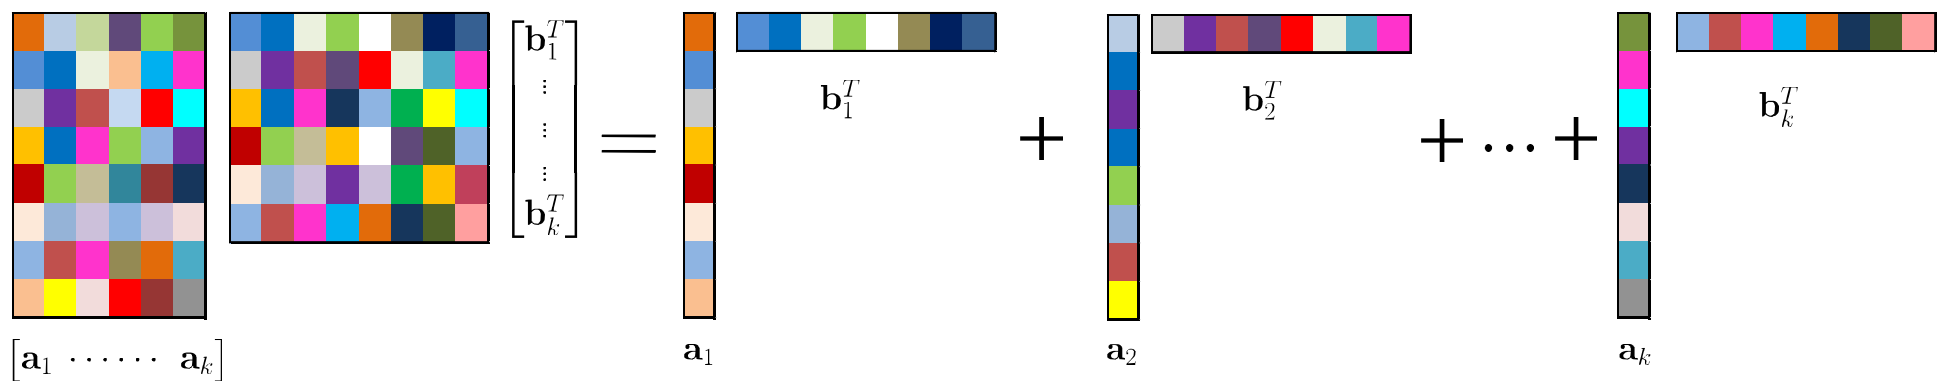 [b₁ᵀ
⋮
⋮
⋮
bₖᵀ]
=
b₁ᵀ
+
b₂ᵀ
+ ⋯ +
bₖᵀ
[a₁ ⋯⋯ aₖ]
a₁
a₂
aₖ